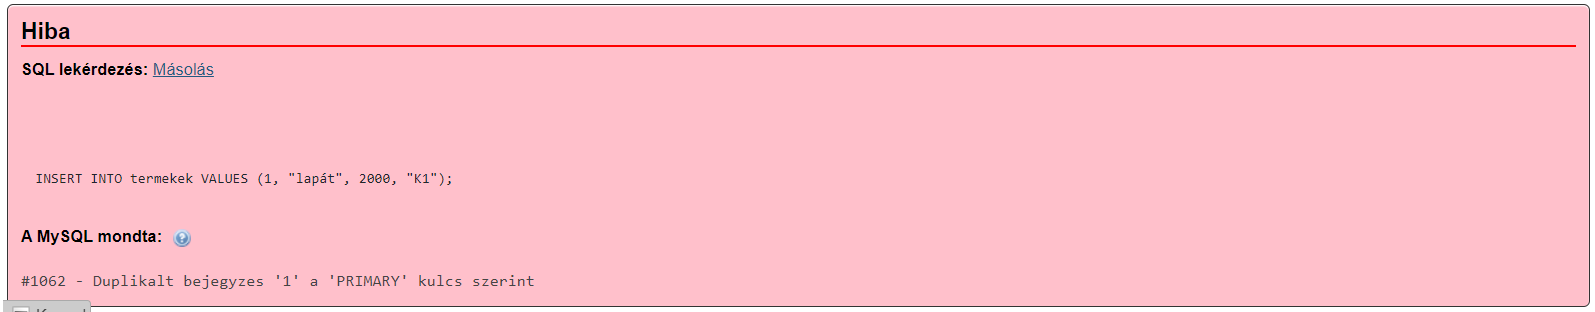 Hiba
SQL lekérdezés: Másolás
INSERT INTO termekek VALUES (1, "lapát", 2000, "K1");
A MySQL mondta:
#1062 - Duplikalt bejegyzes '1' a 'PRIMARY' kulcs szerint